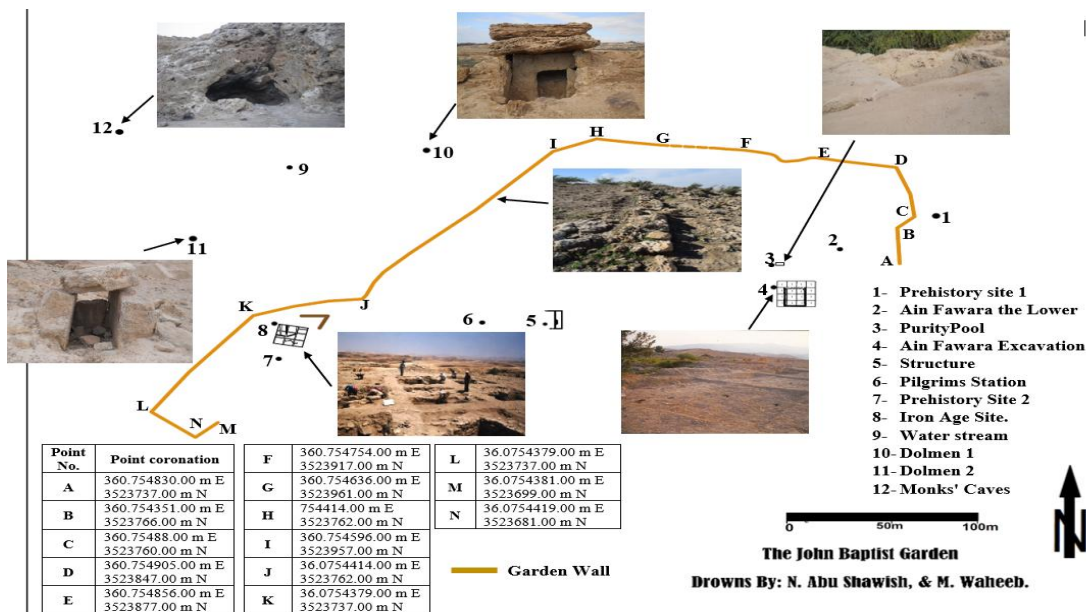 12
9
10
I
H
G
F
E
D
C
B
A
1
2
3
4
11
K
J
8
7
6
5
L
N
M
1- Prehistory site 1
2- Ain Fawara the Lower
3- PurityPool
4- Ain Fawara Excavation
5- Structure
6- Pilgrims Station
7- Prehistory Site 2
8- Iron Age Site.
9- Water stream
10- Dolmen 1
11- Dolmen 2
12- Monks' Caves
Point No. Point coronation
A 360.754830.00 m E
3523737.00 m N
B 360.754351.00 m E
3523766.00 m N
C 360.75488.00 m E
3523760.00 m N
D 360.754905.00 m E
3523847.00 m N
E 360.754856.00 m E
3523877.00 m N
F 360.754754.00 m E
3523917.00 m N
G 360.754636.00 m E
3523961.00 m N
H 754414.00 m E
3523762.00 m N
I 360.754596.00 m E
3523957.00 m N
J 36.0754414.00 m E
3523762.00 m N
K 36.0754379.00 m E
3523737.00 m N
L 36.0754379.00 m E
3523737.00 m N
M 36.0754381.00 m E
3523699.00 m N
N 36.0754419.00 m E
3523681.00 m N
Garden Wall
0 50m 100m
N
The John Baptist Garden
Drowns By: N. Abu Shawish, & M. Waheeb.